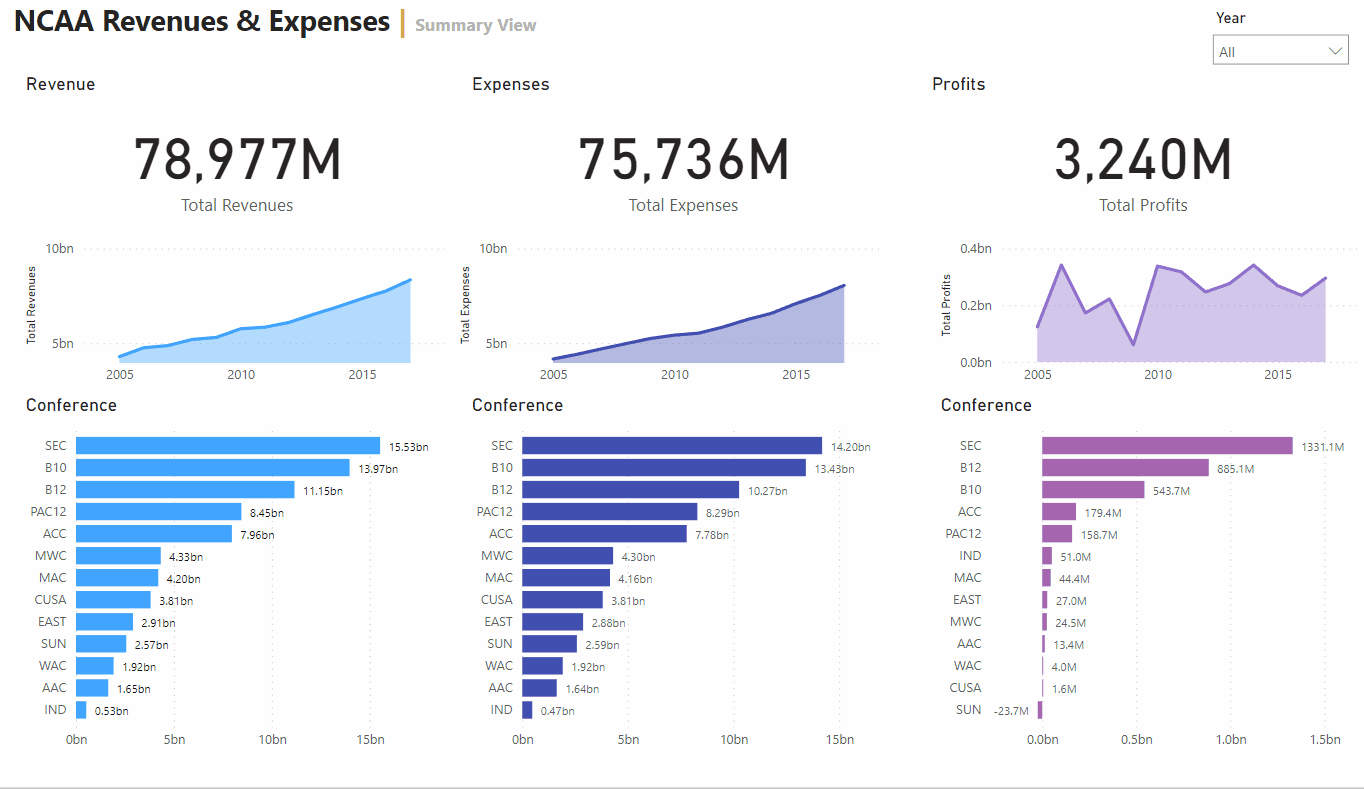 NCAA Revenues & Expenses | Summary View
Year
All
Revenue
78,977M
Total Revenues
10bn
5bn
Total Revenues
2005 2010 2015
Expenses
75,736M
Total Expenses
10bn
5bn
Total Expenses
2005 2010 2015
Profits
3,240M
Total Profits
0.4bn
0.2bn
0.0bn
Total Profits
2005 2010 2015
Conference
SEC 15.53bn
B10 13.97bn
B12 11.15bn
PAC12 8.45bn
ACC 7.96bn
MWC 4.33bn
MAC 4.20bn
CUSA 3.81bn
EAST 2.91bn
SUN 2.57bn
WAC 1.92bn
AAC 1.65bn
IND 0.53bn
0bn 5bn 10bn 15bn
Conference
SEC 14.20bn
B10 13.43bn
B12 10.27bn
PAC12 8.29bn
ACC 7.78bn
MWC 4.30bn
MAC 4.16bn
CUSA 3.81bn
EAST 2.88bn
SUN 2.59bn
WAC 1.92bn
AAC 1.64bn
IND 0.47bn
0bn 5bn 10bn 15bn
Conference
SEC 1331.1M
B12 885.1M
B10 543.7M
ACC 179.4M
PAC12 158.7M
IND 51.0M
MAC 44.4M
EAST 27.0M
MWC 24.5M
AAC 13.4M
WAC 4.0M
CUSA 1.6M
SUN -23.7M
0.0bn 0.5bn 1.0bn 1.5bn